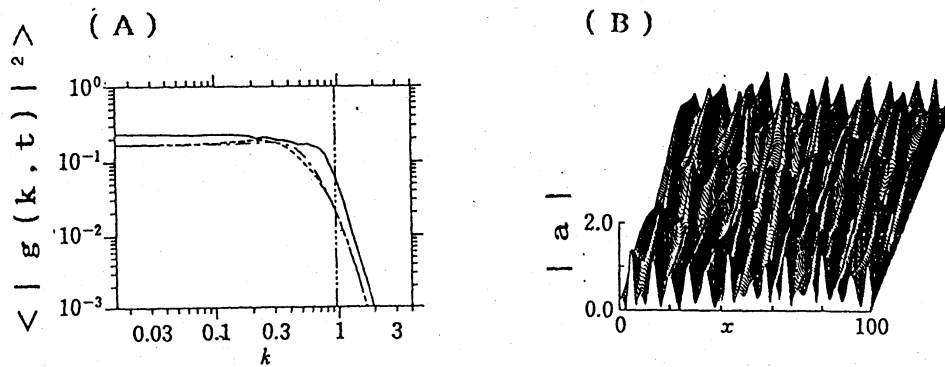 ( A )
< | g ( k , t ) | ² >
10⁰
10⁻¹
10⁻²
10⁻³
0.03 0.1 0.3 1 3
k
( B )
| a |
2.0
0.0
0 x 100